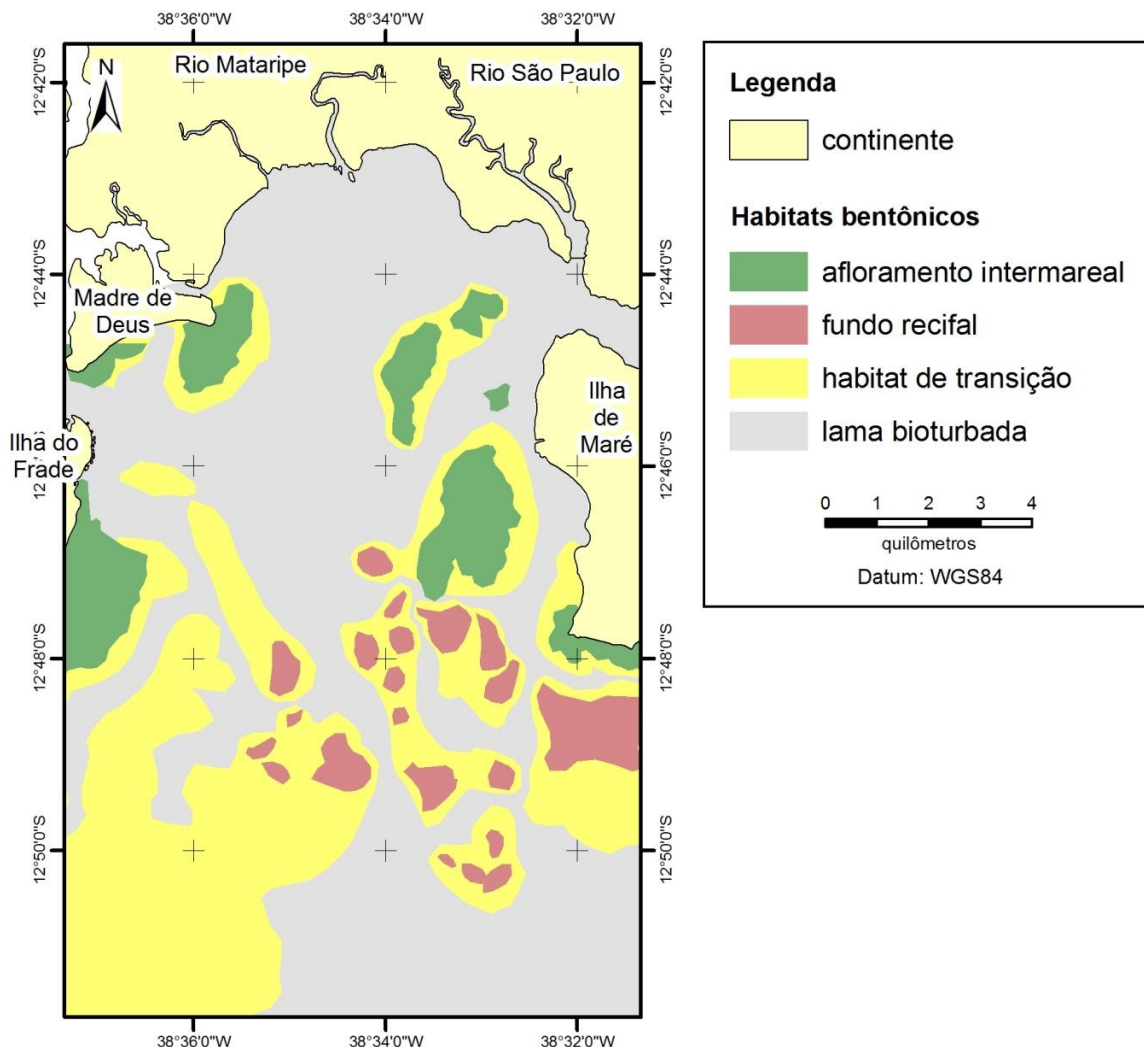 38°36'0"W
38°34'0"W
38°32'0"W
Rio Mataripe
Rio São Paulo
N
12°42'0"S
12°42'0"S
12°44'0"S
12°44'0"S
Madre de
Deus
Ilha
de
Maré
Ilha do
Frade
12°46'0"S
12°46'0"S
12°48'0"S
12°48'0"S
12°50'0"S
12°50'0"S
38°36'0"W
38°34'0"W
38°32'0"W
Legenda
continente
Habitats bentônicos
afloramento intermareal
fundo recifal
habitat de transição
lama bioturbada
0 1 2 3 4
quilômetros
Datum: WGS84